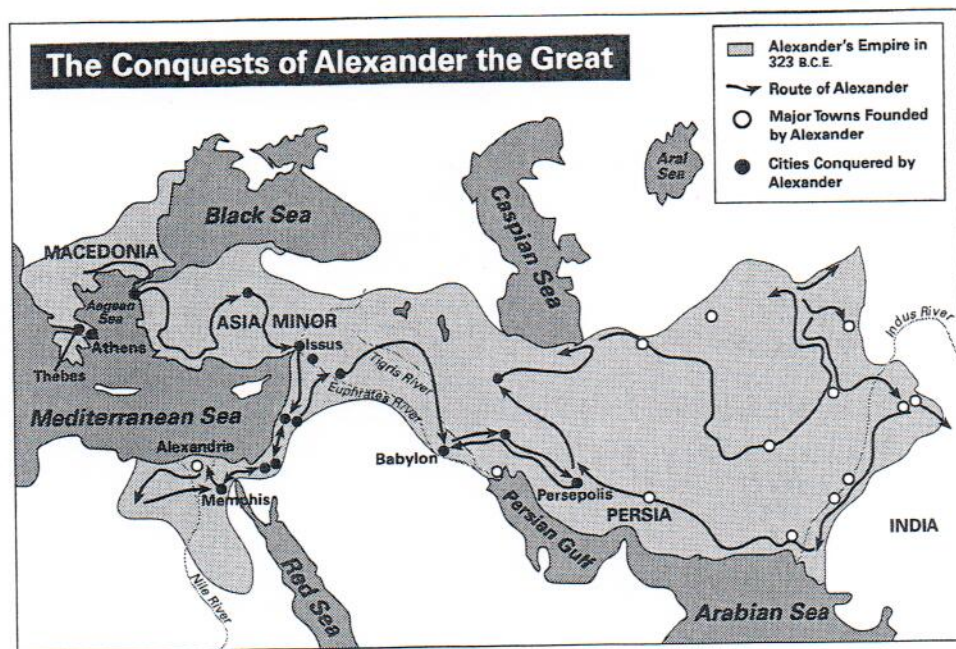 The Conquests of Alexander the Great
Alexander's Empire in
323 B.C.E.
Route of Alexander
Major Towns Founded
by Alexander
Cities Conquered by
Alexander
Aral
Sea
Black Sea
Caspian Sea
MACEDONIA
Aegean
Sea
ASIA MINOR
Issus
Athens
Thebes
Tigris River
Euphrates River
Indus River
Mediterranean Sea
Alexandria
Babylon
Memphis
Persepolis
PERSIA
Persian Gulf
INDIA
Nile River
Red Sea
Arabian Sea